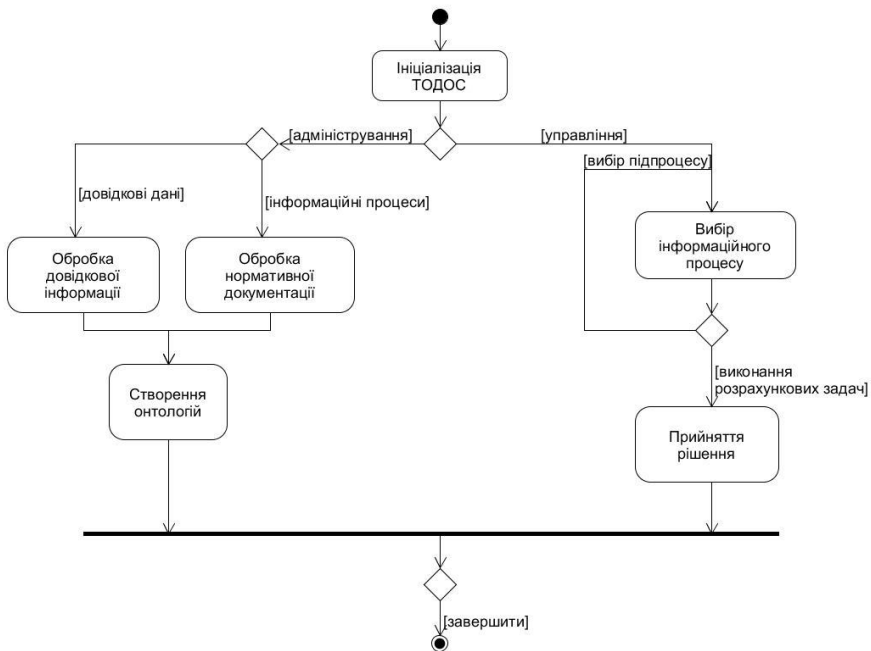 Ініціалізація
ТОДОС
[адміністрування]
[управління]
[вибір підпроцесу]
[довідкові дані]
[інформаційні процеси]
Обробка
довідкової
інформації
Обробка
нормативної
документації
Вибір
інформаційного
процесу
Створення
онтологій
[виконання
розрахункових задач]
Прийняття
рішення
[завершити]